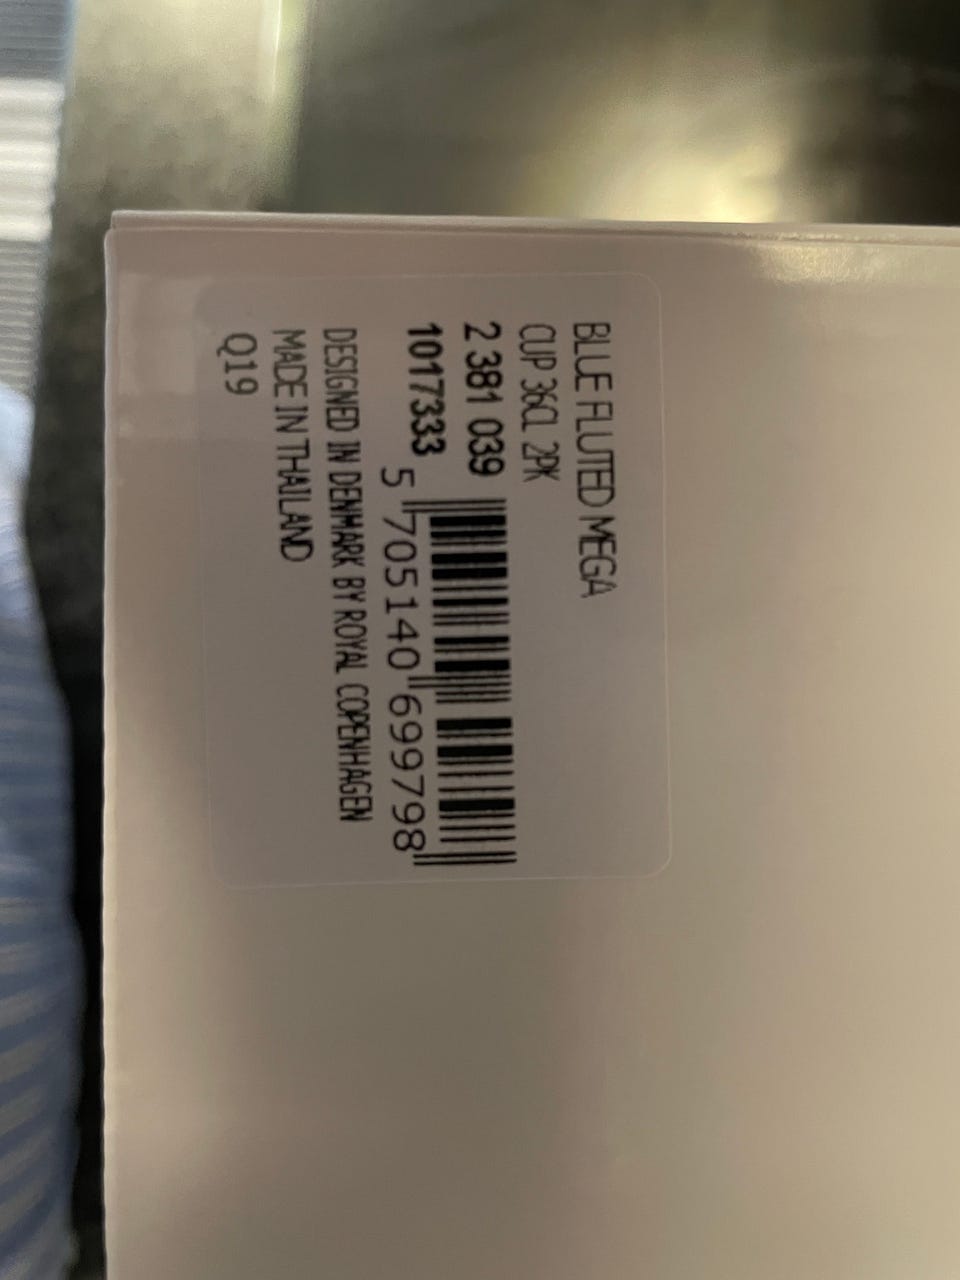 BLUE FLUTED MEGA
CUP 36CL 2PK
2 381 039
1017333
5 705140 699798
DESIGNED IN DENMARK BY ROYAL COPENHAGEN
MADE IN THAILAND
Q19